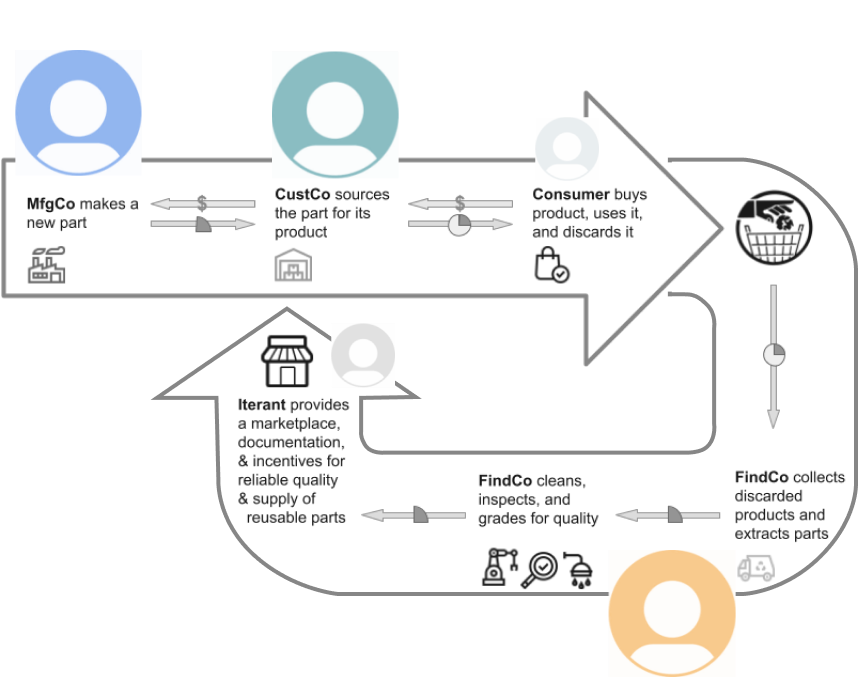 MfgCo makes a
new part
$
CustCo sources
the part for its
product
$
Consumer buys
product, uses it,
and discards it
Iterant provides
a marketplace,
documentation,
& incentives for
reliable quality
& supply of
reusable parts
FindCo cleans,
inspects, and
grades for quality
FindCo collects
discarded
products and
extracts parts